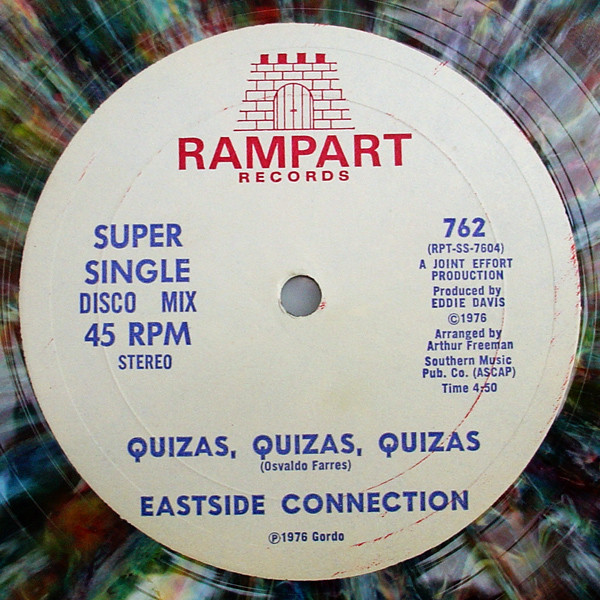 RAMPART
RECORDS
SUPER
SINGLE
DISCO MIX
45 RPM
STEREO
762
(RPT-SS-7604)
A JOINT EFFORT
PRODUCTION
Produced by
EDDIE DAVIS
©1976
Arranged by
Arthur Freeman
Southern Music
Pub. Co. (ASCAP)
Time 4:50
QUIZAS, QUIZAS, QUIZAS
(Osvaldo Farres)
EASTSIDE CONNECTION
℗1976 Gordo